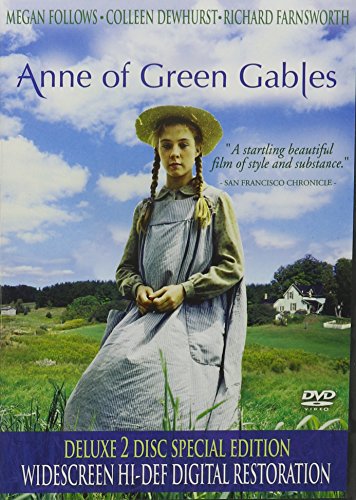 MEGAN FOLLOWS • COLLEEN DEWHURST • RICHARD FARNSWORTH
Anne of Green Gables
"A startling beautiful
film of style and substance."
- SAN FRANCISCO CHRONICLE -
DVD
VIDEO
DELUXE 2 DISC SPECIAL EDITION
WIDESCREEN HI-DEF DIGITAL RESTORATION